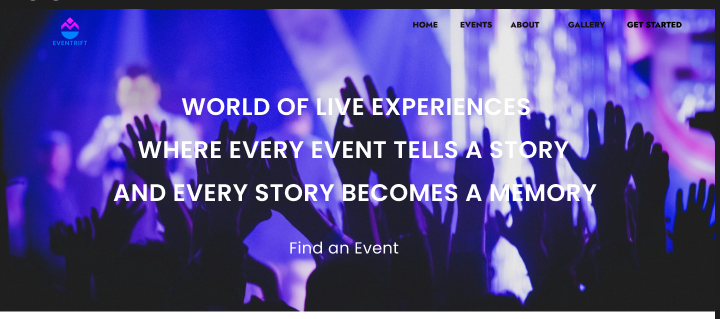 EVENTRIFT
HOME EVENTS ABOUT GALLERY GET STARTED
WORLD OF LIVE EXPERIENCES
WHERE EVERY EVENT TELLS A STORY
AND EVERY STORY BECOMES A MEMORY
Find an Event